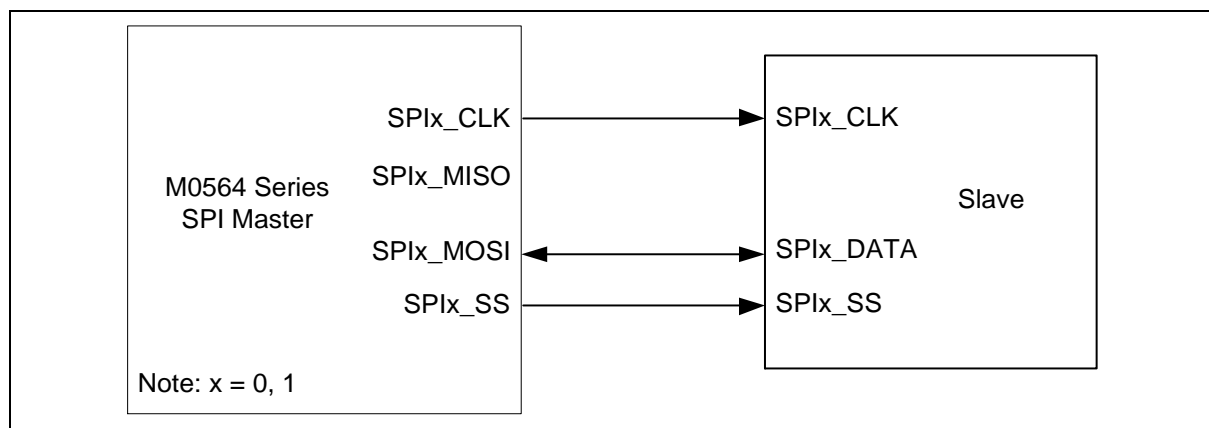 SPIx_CLK
SPIx_CLK
SPIx_MISO
M0564 Series
SPI Master
Slave
SPIx_MOSI
SPIx_DATA
SPIx_SS
SPIx_SS
Note: x = 0, 1